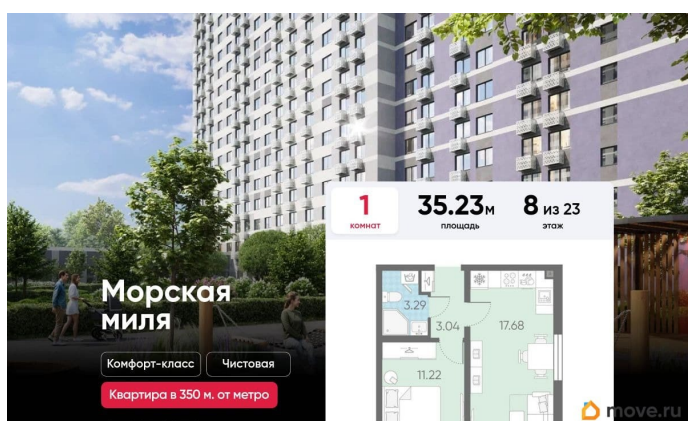 1
комнат
35.23м
площадь
8 из 23
этаж
Морская
миля
Комфорт-класс
Чистовая
Квартира в 350 м. от метро
3.29
3.04
17.68
11.22
move.ru